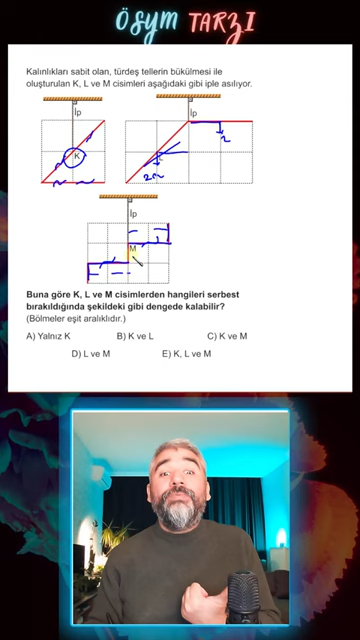 ÖSYM TARZI
Kalınlıkları sabit olan, türdeş tellerin bükülmesi ile
oluşturulan K, L ve M cisimleri aşağıdaki gibi iple asılıyor.
İp
İp
K
İp
M
Buna göre K, L ve M cisimlerden hangileri serbest
bırakıldığında şekildeki gibi dengede kalabilir?
(Bölmeler eşit aralıklıdır.)
A) Yalnız K
B) K ve L
C) K ve M
D) L ve M
E) K, L ve M